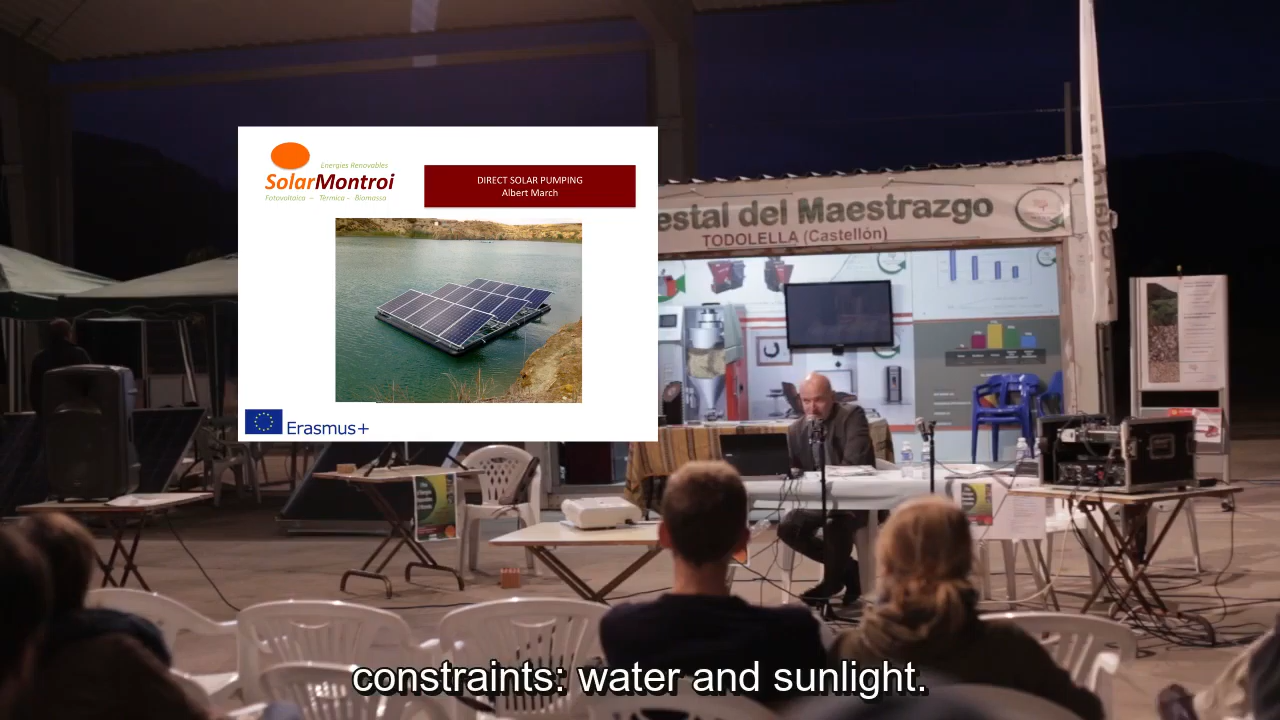 Energies Renovables
SolarMontroi
Fotovoltaica – Tèrmica - Biomassa
DIRECT SOLAR PUMPING
Albert March
Erasmus+
estal del Maestrazgo
TODOLELLA (Castellón)
constraints: water and sunlight.